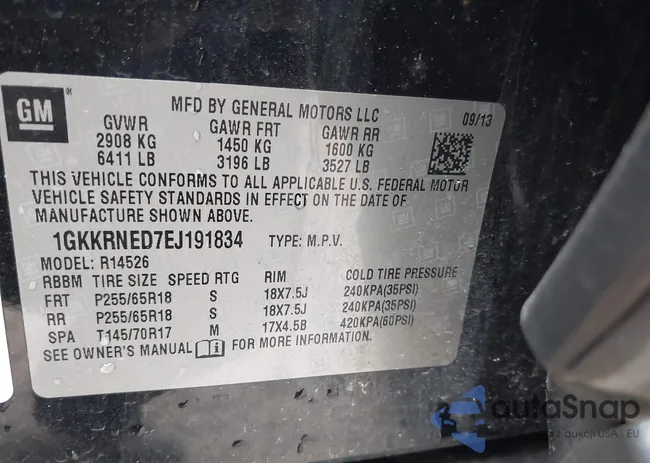 GM
MFD BY GENERAL MOTORS LLC
09/13
GVWR GAWR FRT GAWR RR
2908 KG 1450 KG 1600 KG
6411 LB 3196 LB 3527 LB
THIS VEHICLE CONFORMS TO ALL APPLICABLE U.S. FEDERAL MOTOR
VEHICLE SAFETY STANDARDS IN EFFECT ON THE DATE OF
MANUFACTURE SHOWN ABOVE.
1GKKRNED7EJ191834 TYPE: M.P.V.
MODEL: R14526
RBBM TIRE SIZE SPEED RTG RIM COLD TIRE PRESSURE
FRT P255/65R18 S 18X7.5J 240KPA(35PSI)
RR P255/65R18 S 18X7.5J 240KPA(35PSI)
SPA T145/70R17 M 17X4.5B 420KPA(60PSI)
SEE OWNER'S MANUAL i FOR MORE INFORMATION.
autoSnap
z aukcji USA i EU